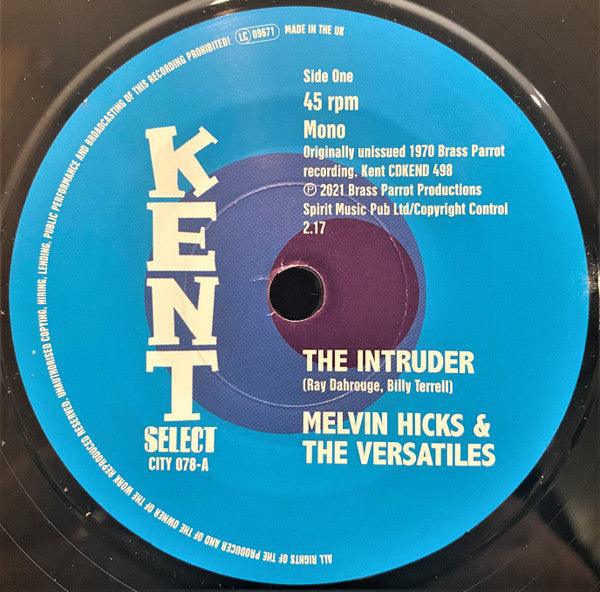 ALL RIGHTS OF THE PRODUCER AND OF THE OWNER OF THE WORK REPRODUCED RESERVED. UNAUTHORISED COPYING, HIRING, LENDING, PUBLIC PERFORMANCE AND BROADCASTING OF THIS RECORDING PROHIBITED! LC 09671 MADE IN THE UK
KENT
SELECT
CITY 078-A
Side One
45 rpm
Mono
Originally unissued 1970 Brass Parrot
recording. Kent CDKEND 498
℗ 2021 Brass Parrot Productions
Spirit Music Pub Ltd/Copyright Control
2.17
THE INTRUDER
(Ray Dahrouge, Billy Terrell)
MELVIN HICKS &
THE VERSATILES